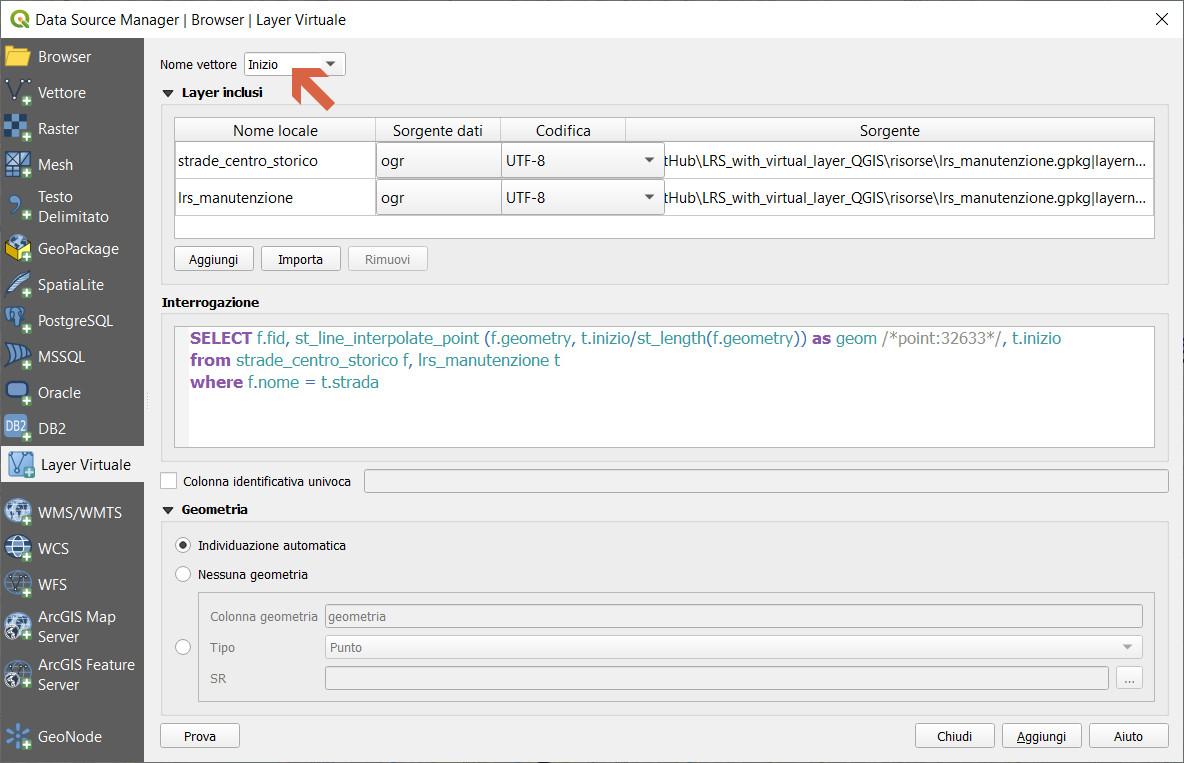 Data Source Manager | Browser | Layer Virtuale
Browser
Vettore
Raster
Mesh
Testo
Delimitato
GeoPackage
SpatiaLite
PostgreSQL
MSSQL
Oracle
DB2
DB2
Layer Virtuale
WMS/WMTS
WCS
WFS
ArcGIS Map
Server
ArcGIS Feature
Server
GeoNode
Nome vettore Inizio
Layer inclusi
Nome locale Sorgente dati Codifica Sorgente
strade_centro_storico ogr UTF-8 tHub\LRS_with_virtual_layer_QGIS\risorse\lrs_manutenzione.gpkg|layern...
lrs_manutenzione ogr UTF-8 tHub\LRS_with_virtual_layer_QGIS\risorse\lrs_manutenzione.gpkg|layern...
Aggiungi Importa Rimuovi
Interrogazione
SELECT f.fid, st_line_interpolate_point (f.geometry, t.inizio/st_length(f.geometry)) as geom /*point:32633*/, t.inizio
from strade_centro_storico f, lrs_manutenzione t
where f.nome = t.strada
Colonna identificativa univoca
Geometria
Individuazione automatica
Nessuna geometria
Colonna geometria geometria
Tipo Punto
SR ...
Prova Chiudi Aggiungi Aiuto